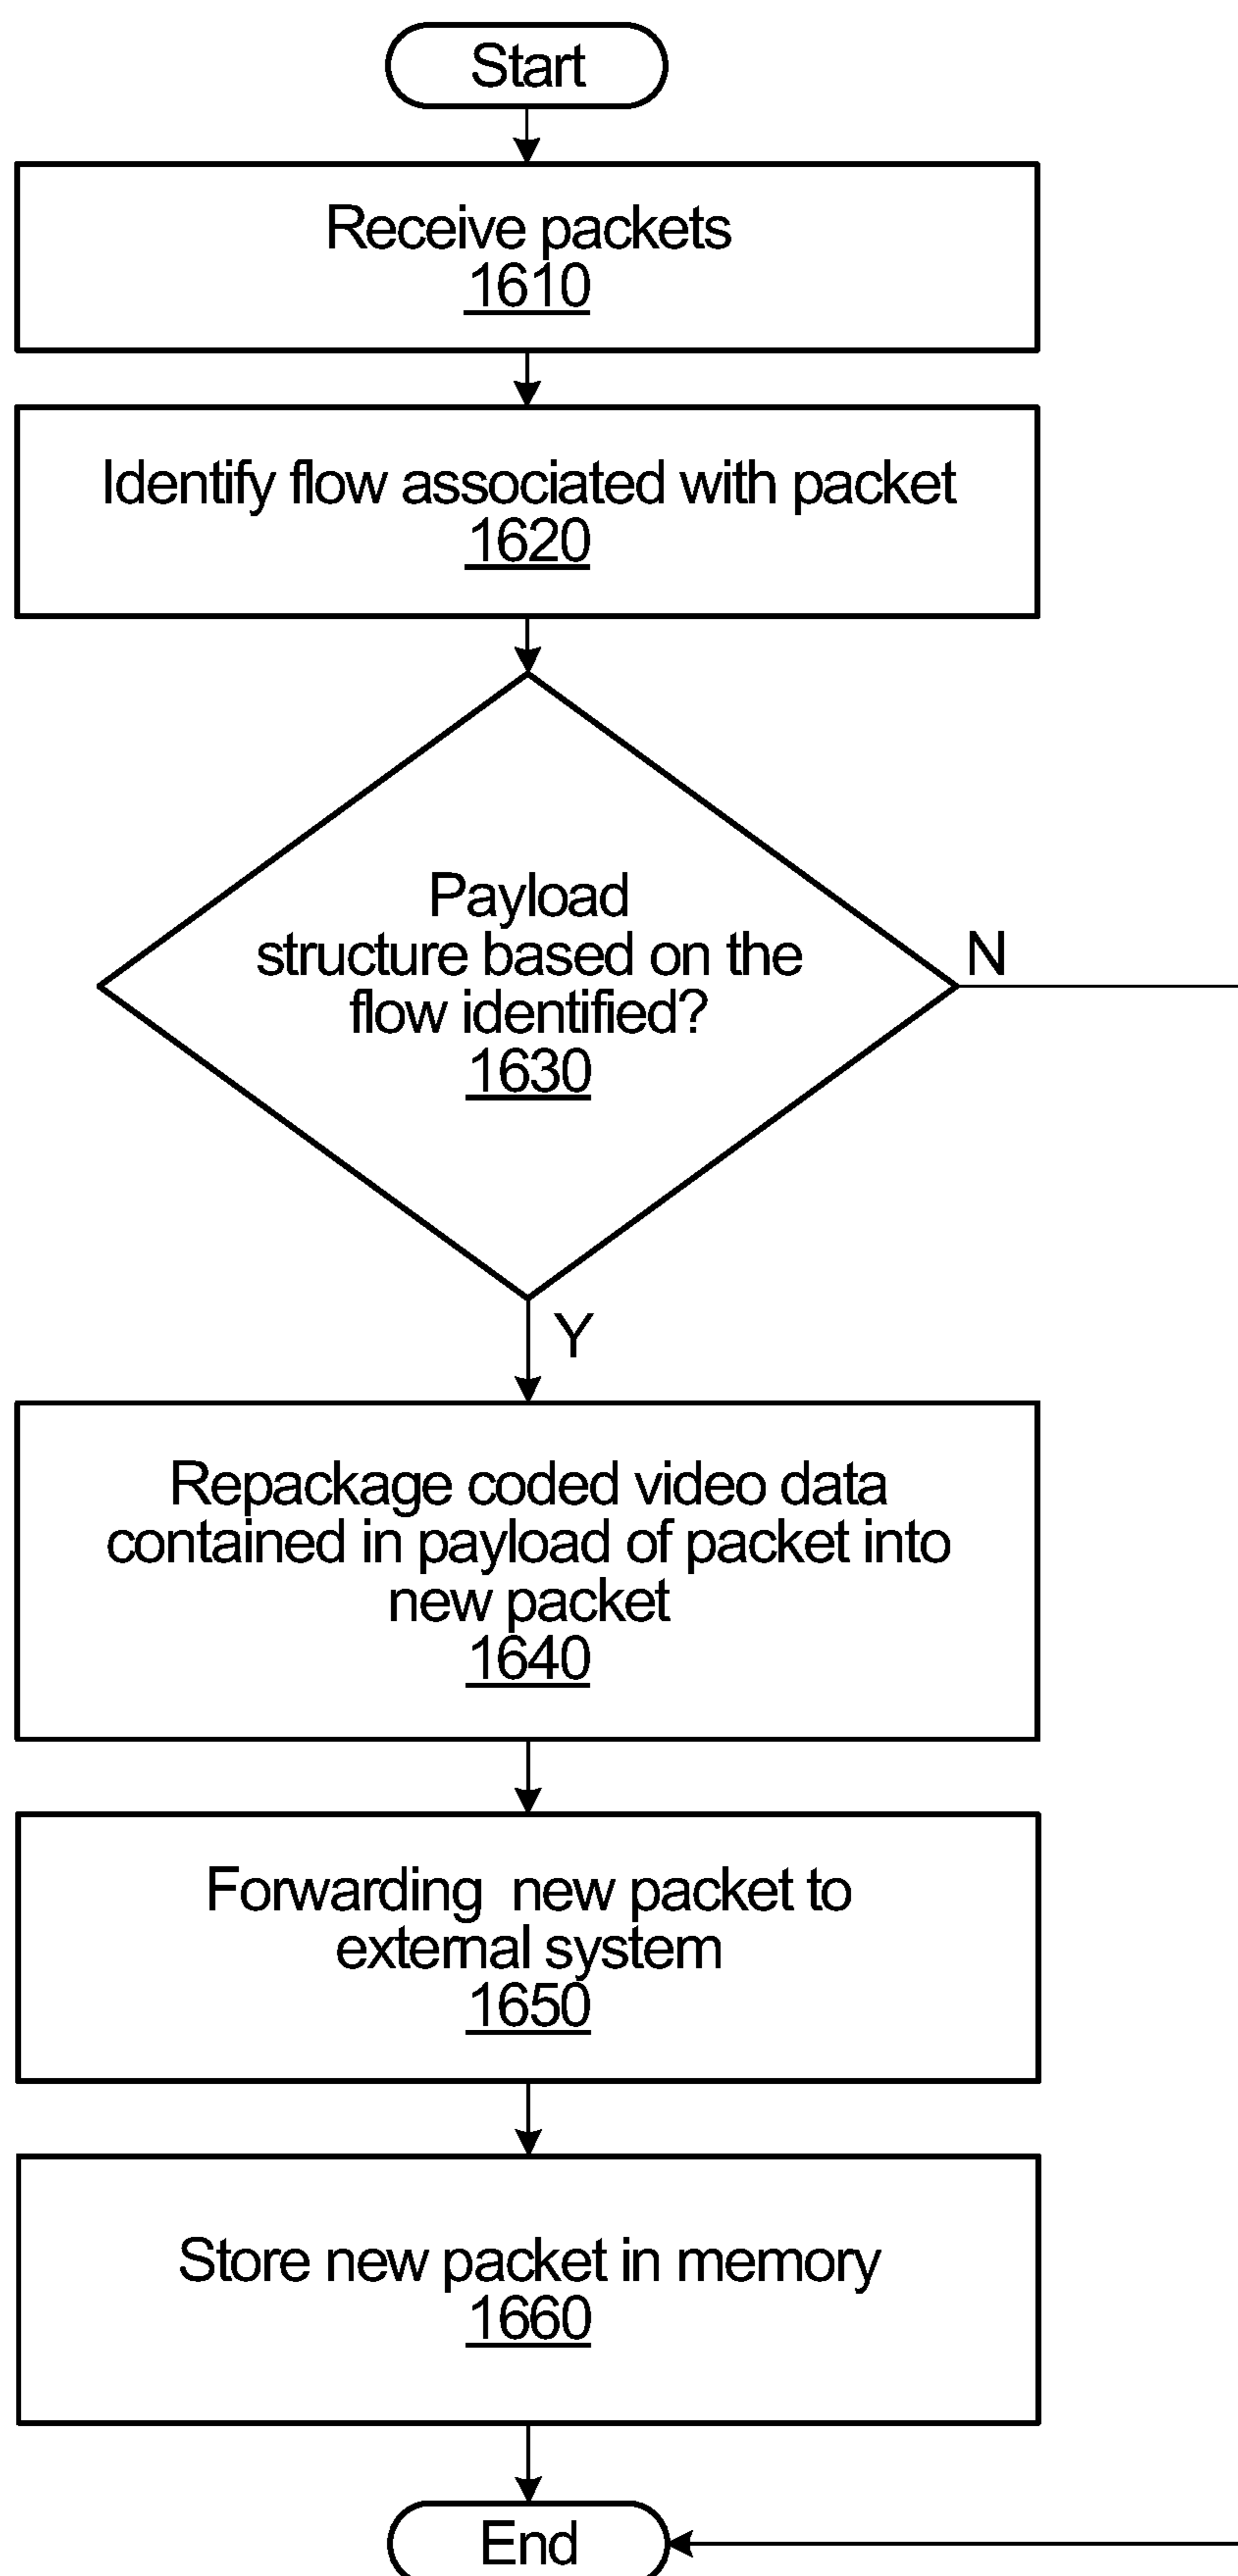 Start
Receive packets
1610
Identify flow associated with packet
1620
Payload
structure based on the
flow identified?
1630
N
Y
Repackage coded video data
contained in payload of packet into
new packet
1640
Forwarding  new packet to
external system
1650
Store new packet in memory
1660
End